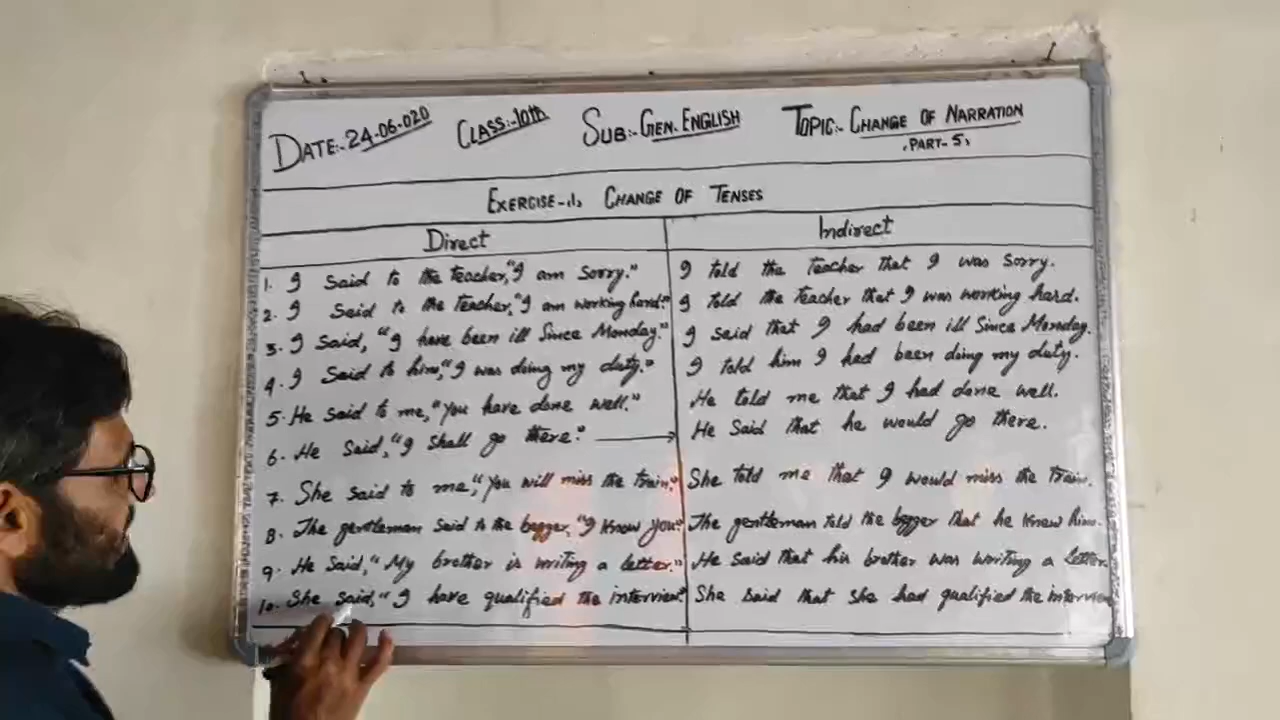 DATE:-24-06-020 CLASS:-10th SUB:-GEN. ENGLISH TOPIC:- CHANGE OF NARRATION
(PART-5)
EXERCISE-1, CHANGE OF TENSES
Direct Indirect
1. I Said to the teacher,"I am sorry." I told the Teacher that I was sorry.
2. I Said to the teacher,"I am working hard." I told the teacher that I was working hard.
3. I Said, "I have been ill Since Monday." I said that I had been ill Since Monday.
4. I Said to him,"I was doing my duty." I told him I had been doing my duty.
5. He said to me,"You have done well." He told me that I had done well.
6. He Said,"I shall go there." He Said that he would go there.
7. She said to me,"You will miss the train." She told me that I would miss the train.
8. The gentleman said to the begger,"I know you." The gentleman told the begger that he knew him.
9. He Said,"My brother is writing a letter." He Said that his brother was writing a letter
10. She said,"I have qualified the interview." She said that she had qualified the interview